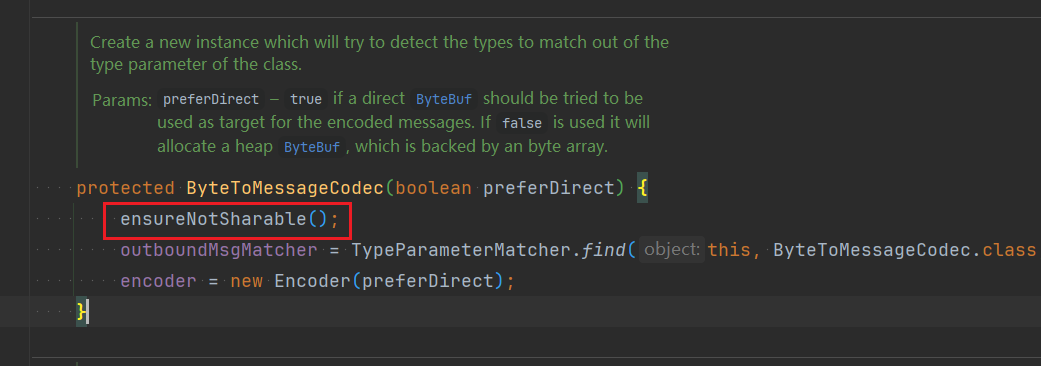 Create a new instance which will try to detect the types to match out of the
type parameter of the class.
Params: preferDirect – true if a direct ByteBuf should be tried to be
used as target for the encoded messages. If false is used it will
allocate a heap ByteBuf, which is backed by an byte array.
protected ByteToMessageCodec(boolean preferDirect) {
ensureNotSharable();
outboundMsgMatcher = TypeParameterMatcher.find( object: this, ByteToMessageCodec.class
encoder = new Encoder(preferDirect);
}